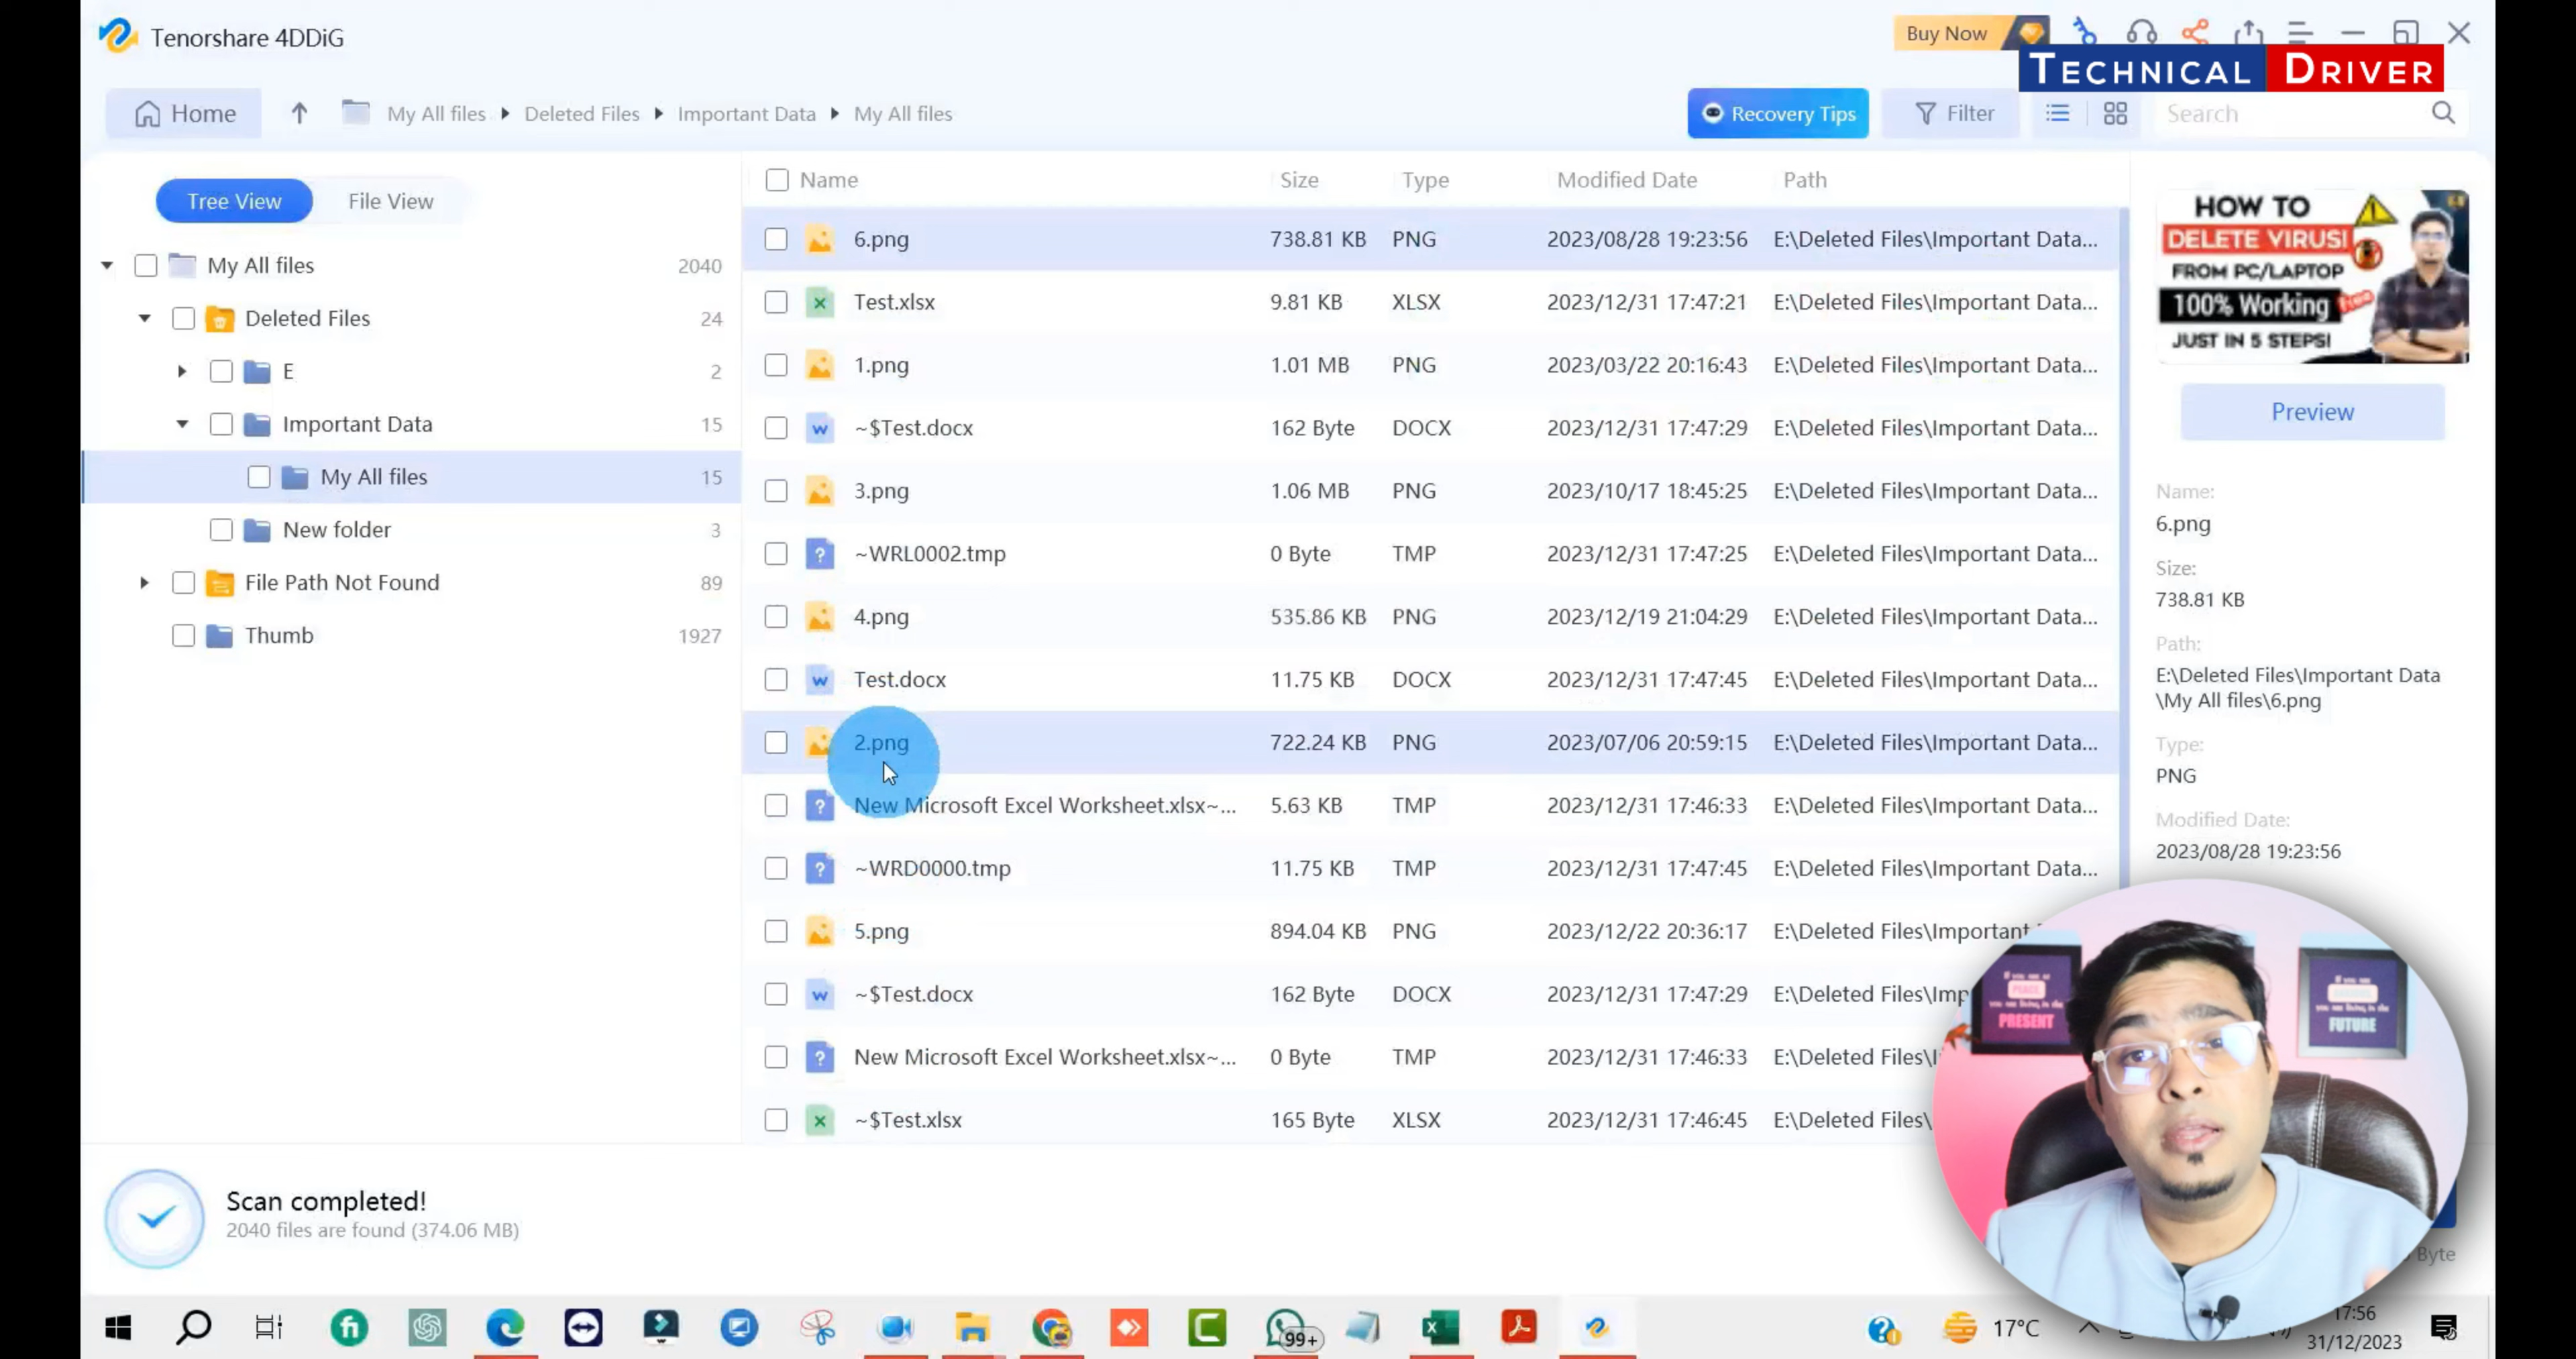 Tenorshare 4DDiG
Buy Now
TECHNICAL DRIVER
Home
My All files
Deleted Files
Important Data
My All files
Recovery Tips
Filter
Search
Tree View
File View
My All files 2040
Deleted Files 24
E 2
Important Data 15
My All files 15
New folder 3
File Path Not Found 89
Thumb 1927
Name Size Type Modified Date Path
6.png 738.81 KB PNG 2023/08/28 19:23:56 E:\Deleted Files\Important Data...
Test.xlsx 9.81 KB XLSX 2023/12/31 17:47:21 E:\Deleted Files\Important Data...
1.png 1.01 MB PNG 2023/03/22 20:16:43 E:\Deleted Files\Important Data...
~$Test.docx 162 Byte DOCX 2023/12/31 17:47:29 E:\Deleted Files\Important Data...
3.png 1.06 MB PNG 2023/10/17 18:45:25 E:\Deleted Files\Important Data...
~WRL0002.tmp 0 Byte TMP 2023/12/31 17:47:25 E:\Deleted Files\Important Data...
4.png 535.86 KB PNG 2023/12/19 21:04:29 E:\Deleted Files\Important Data...
Test.docx 11.75 KB DOCX 2023/12/31 17:47:45 E:\Deleted Files\Important Data...
2.png 722.24 KB PNG 2023/07/06 20:59:15 E:\Deleted Files\Important Data...
New Microsoft Excel Worksheet.xlsx~... 5.63 KB TMP 2023/12/31 17:46:33 E:\Deleted Files\Important Data...
~WRD0000.tmp 11.75 KB TMP 2023/12/31 17:47:45 E:\Deleted Files\Important Data...
5.png 894.04 KB PNG 2023/12/22 20:36:17 E:\Deleted Files\Important
~$Test.docx 162 Byte DOCX 2023/12/31 17:47:29 E:\Deleted Files\Imp
New Microsoft Excel Worksheet.xlsx~... 0 Byte TMP 2023/12/31 17:46:33 E:\Deleted Files\
~$Test.xlsx 165 Byte XLSX 2023/12/31 17:46:45 E:\Deleted Files\
HOW TO
DELETE VIRUS!
FROM PC/LAPTOP
100% Working Free
JUST IN 5 STEPS!
Preview
Name:
6.png
Size:
738.81 KB
Path:
E:\Deleted Files\Important Data
\My All files\6.png
Type:
PNG
Modified Date:
2023/08/28 19:23:56
PRESENT
FUTURE
Scan completed!
2040 files are found (374.06 MB)
Byte
99+
17°C
17:56
31/12/2023